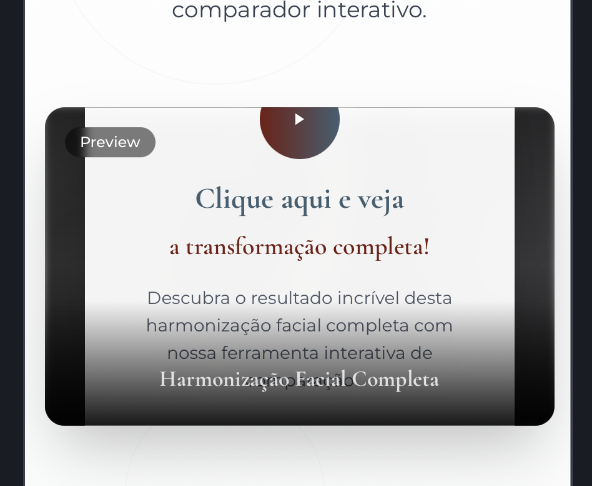 comparador interativo.
Preview
Clique aqui e veja
a transformação completa!
Descubra o resultado incrível desta
harmonização facial completa com
nossa ferramenta interativa de
Harmonização Facial Completa